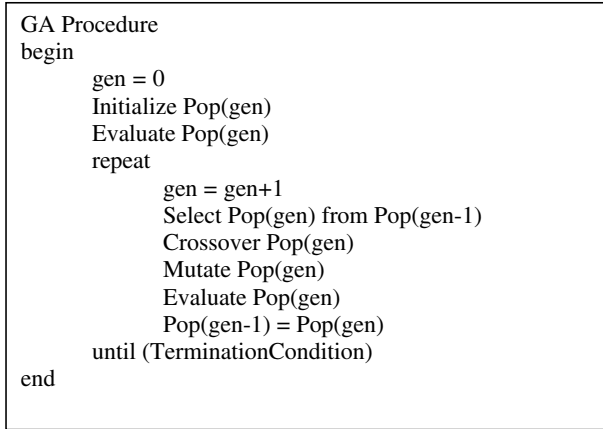 GA Procedure
begin
gen = 0
Initialize Pop(gen)
Evaluate Pop(gen)
repeat
gen = gen+1
Select Pop(gen) from Pop(gen-1)
Crossover Pop(gen)
Mutate Pop(gen)
Evaluate Pop(gen)
Pop(gen-1) = Pop(gen)
until (TerminationCondition)
end